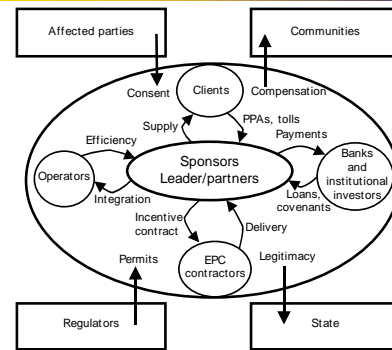 Affected parties
Communities
Clients
Consent
Compensation
Supply
PPAs, tolls
Payments
Efficiency
Sponsors
Leader/partners
Operators
Banks
and
institutional
investors
Integration
Loans,
covenants
Incentive
contract
Delivery
Permits
Legitimacy
EPC
contractors
Regulators
State